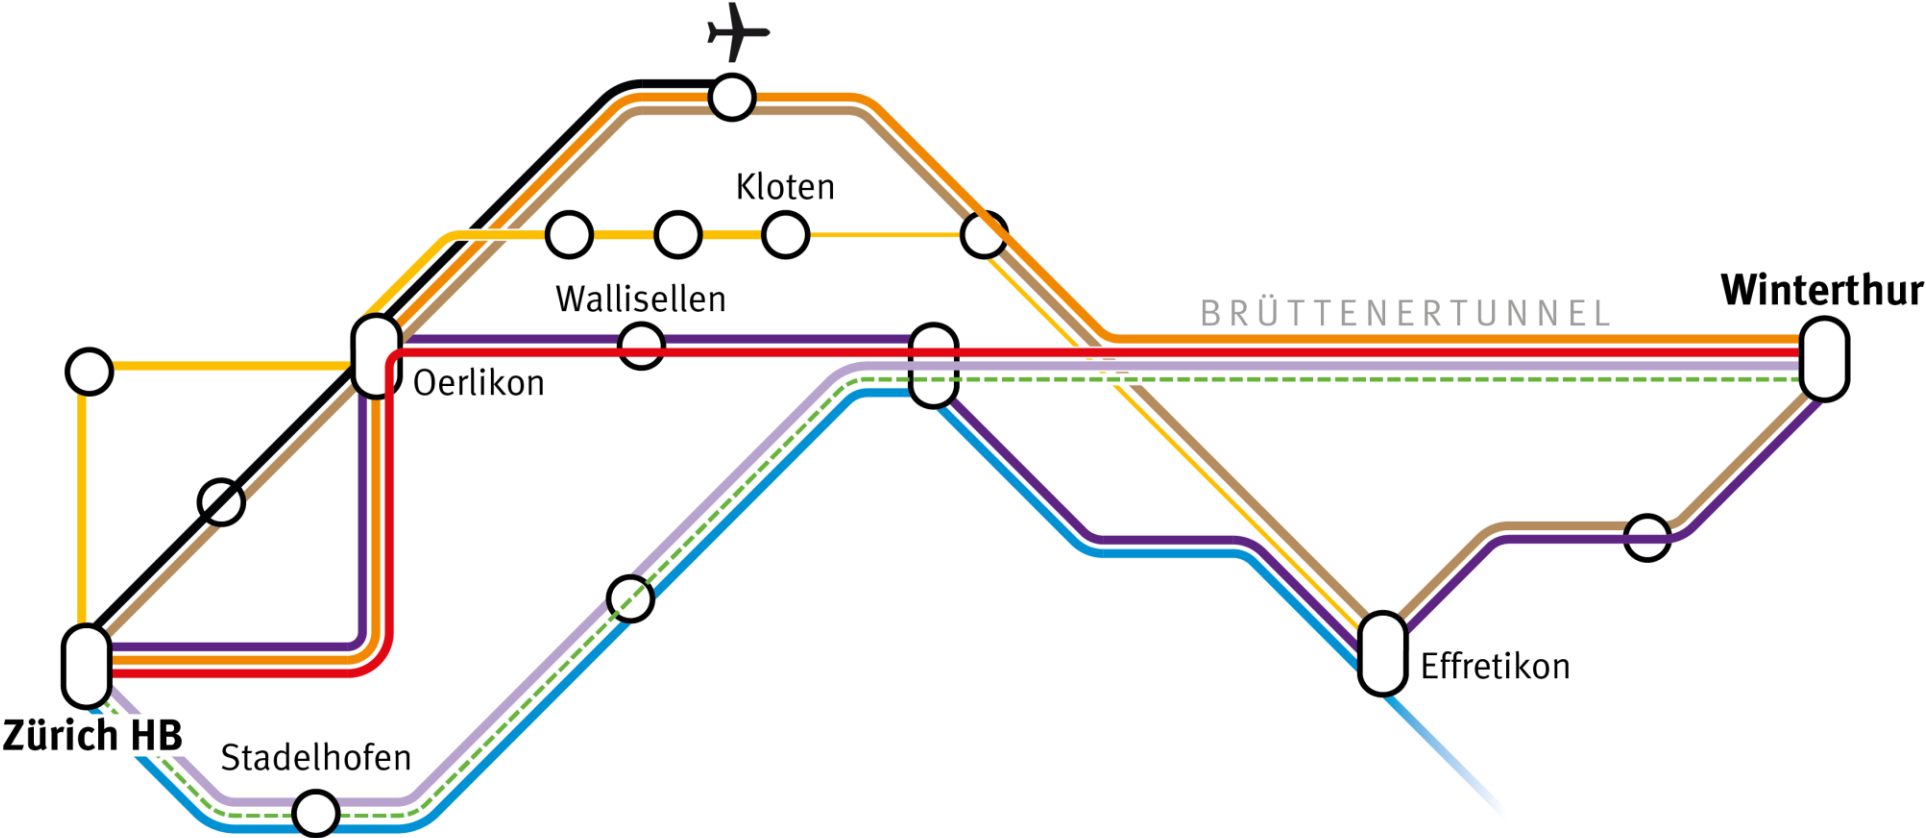 Kloten
Wallisellen
Winterthur
BRÜTTENERTUNNEL
Oerlikon
Effretikon
Zürich HB
Stadelhofen